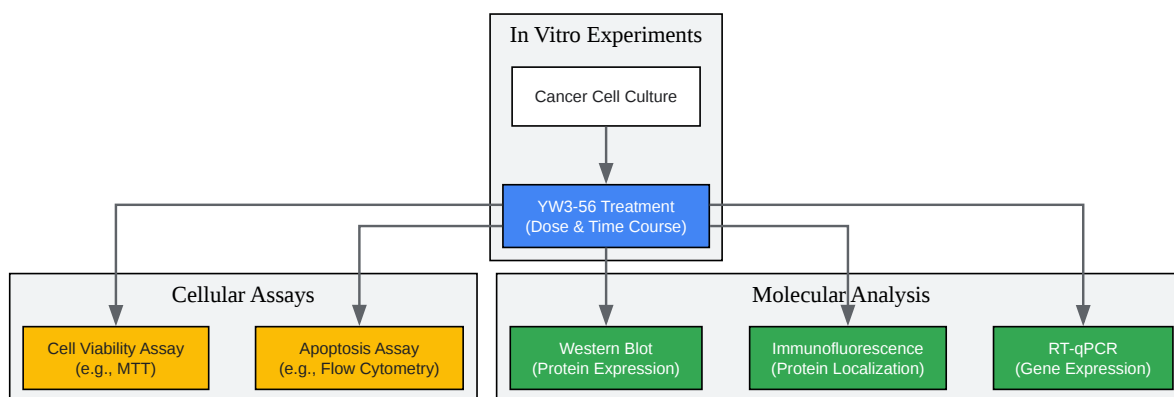 In Vitro Experiments
Cancer Cell Culture
YW3-56 Treatment
(Dose & Time Course)
Cellular Assays
Molecular Analysis
Cell Viability Assay
(e.g., MTT)
Apoptosis Assay
(e.g., Flow Cytometry)
Western Blot
(Protein Expression)
Immunofluorescence
(Protein Localization)
RT-qPCR
(Gene Expression)